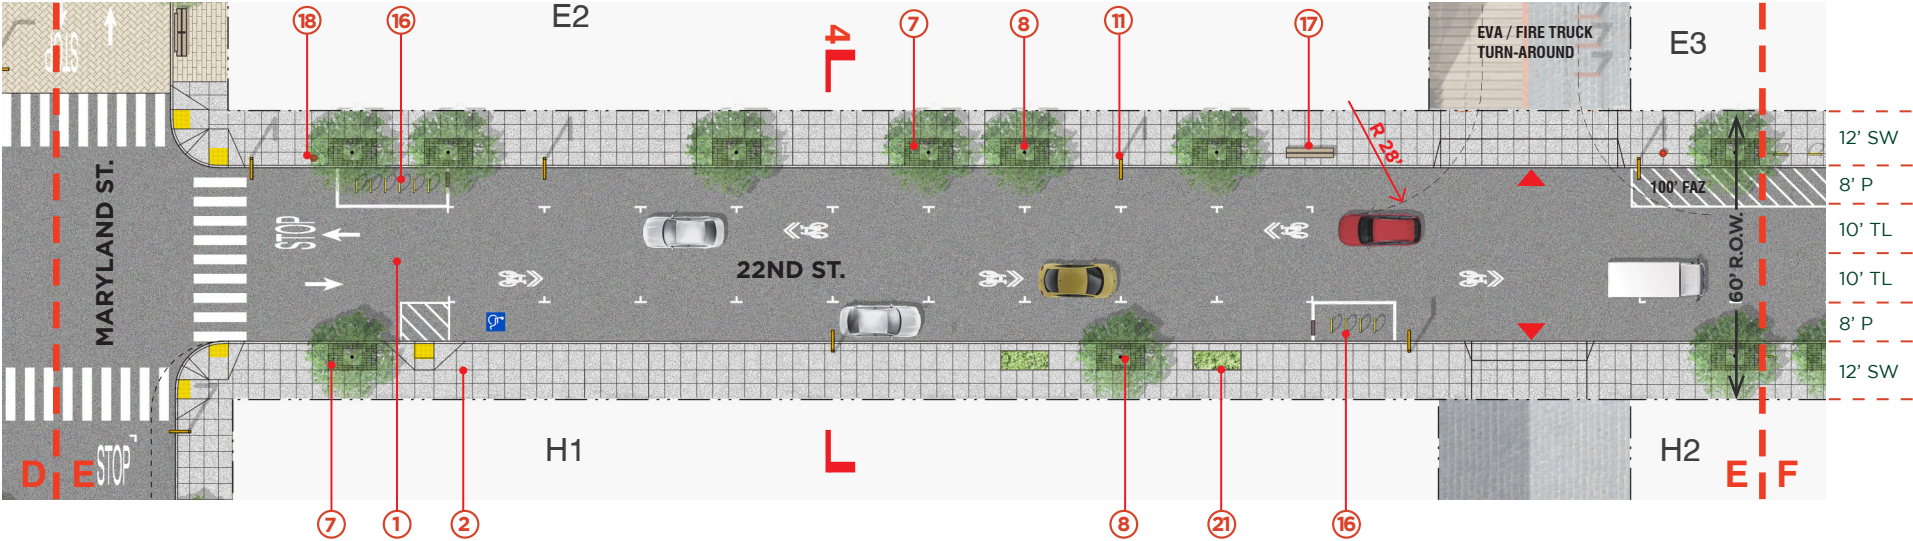 18
16
E2
4
7
8
11
17
EVA / FIRE TRUCK
TURN-AROUND
E3
STOP
R 28'
12' SW
8' P
10' TL
10' TL
8' P
12' SW
100' FAZ
60' R.O.W.
MARYLAND ST.
STOP
22ND ST.
STOP
D
E
H1
H2
E
F
7
1
2
8
21
16